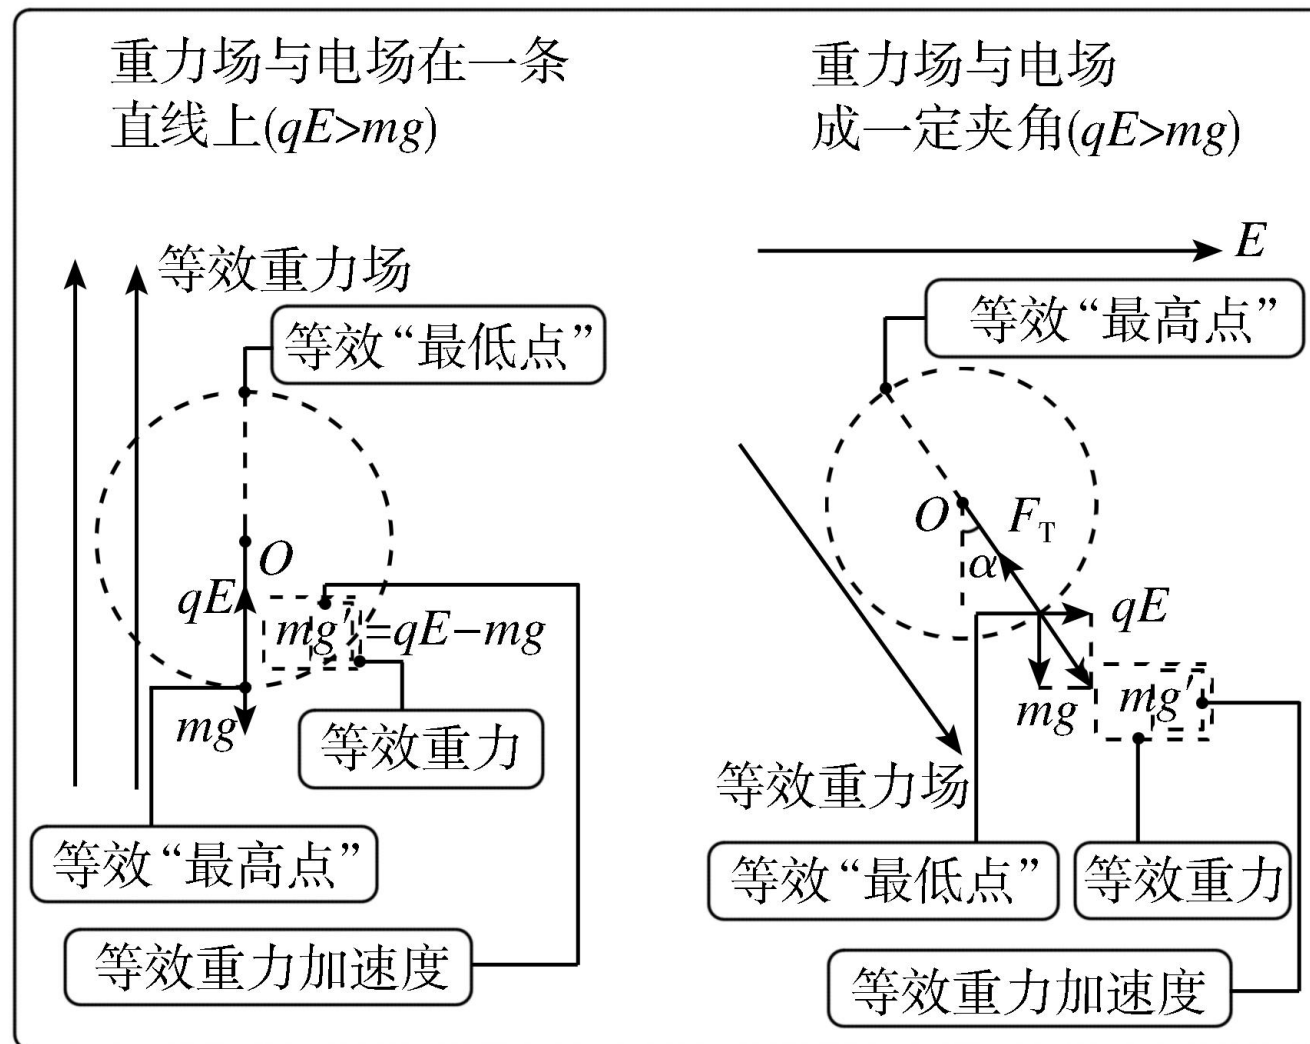 重力场与电场在一条
直线上(qE>mg)
等效重力场
等效“最低点”
O
qE
mg′=qE−mg
mg
等效重力
等效“最高点”
等效重力加速度
重力场与电场
成一定夹角(qE>mg)
E
等效“最高点”
O
F_T
α
qE
mg
mg′
等效重力场
等效“最低点”
等效重力
等效重力加速度